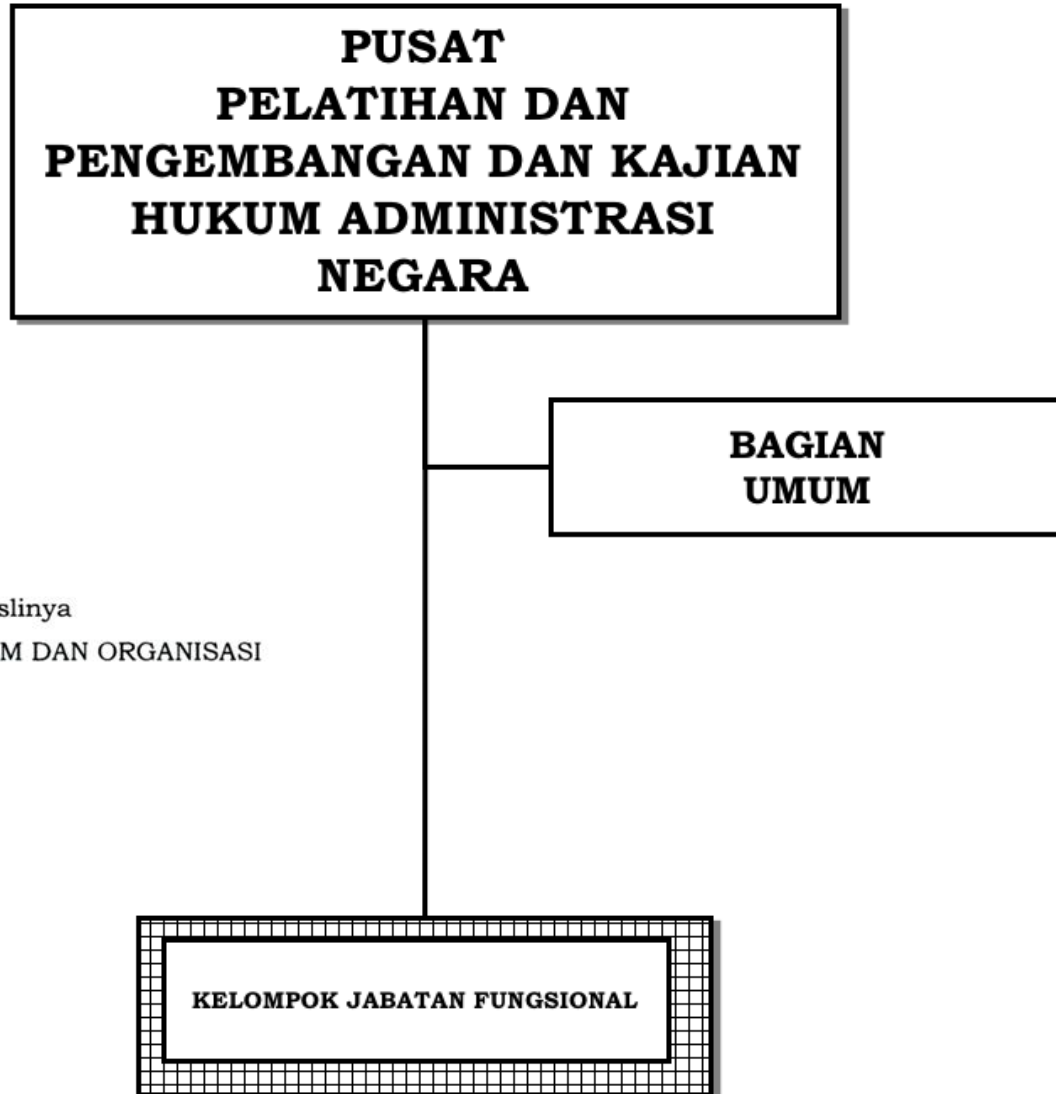 PUSAT
PELATIHAN DAN
PENGEMBANGAN DAN KAJIAN
HUKUM ADMINISTRASI
NEGARA
BAGIAN
UMUM
slinya
M DAN ORGANISASI
KELOMPOK JABATAN FUNGSIONAL